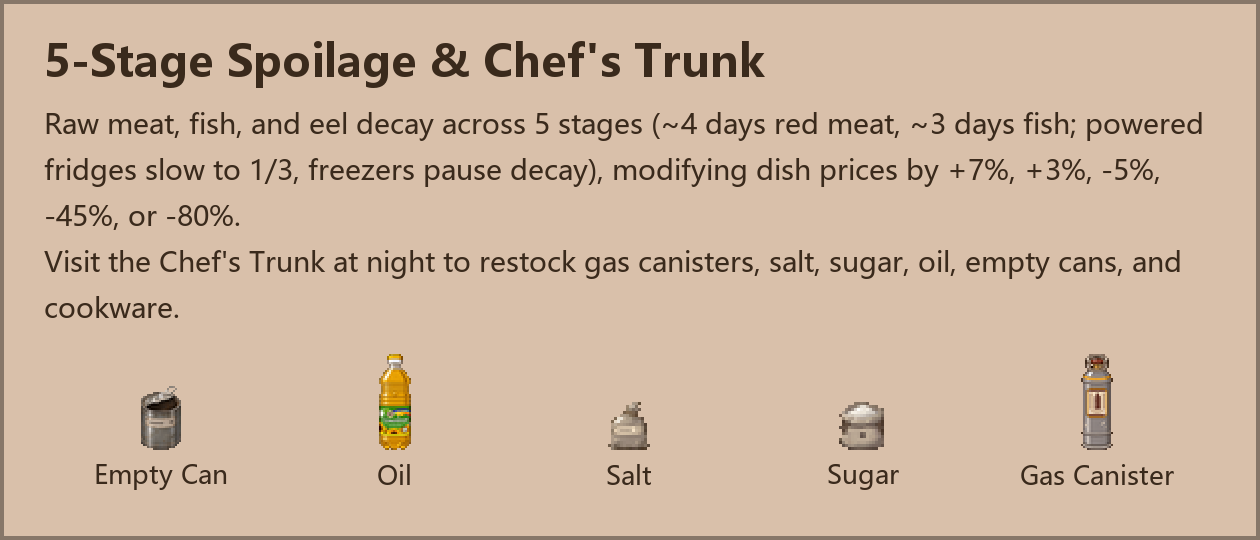 5-Stage Spoilage & Chef's Trunk
Raw meat, fish, and eel decay across 5 stages (~4 days red meat, ~3 days fish; powered
fridges slow to 1/3, freezers pause decay), modifying dish prices by +7%, +3%, -5%,
-45%, or -80%.
Visit the Chef's Trunk at night to restock gas canisters, salt, sugar, oil, empty cans, and
cookware.
Empty Can
Oil
Salt
Sugar
Gas Canister